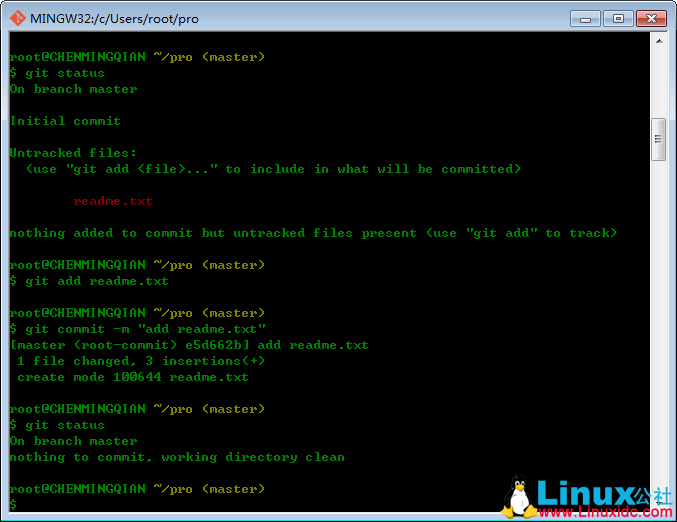 MINGW32:/c/Users/root/pro
root@CHENMINGQIAN ~/pro (master)
$ git status
On branch master
Initial commit
Untracked files:
  (use "git add <file>..." to include in what will be committed)
        readme.txt
nothing added to commit but untracked files present (use "git add" to track)
root@CHENMINGQIAN ~/pro (master)
$ git add readme.txt
root@CHENMINGQIAN ~/pro (master)
$ git commit -m "add readme.txt"
[master (root-commit) e5d662b] add readme.txt
 1 file changed, 3 insertions(+)
 create mode 100644 readme.txt
root@CHENMINGQIAN ~/pro (master)
$ git status
On branch master
nothing to commit, working directory clean
root@CHENMINGQIAN ~/pro (master)
$
Linux公社
www.Linuxidc.com